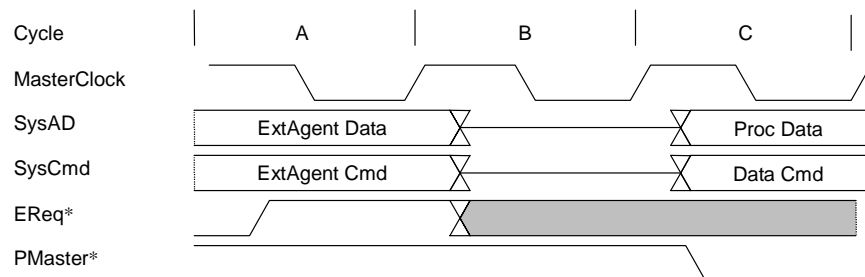 Cycle A B C
MasterClock
SysAD ExtAgent Data Proc Data
SysCmd ExtAgent Cmd Data Cmd
EReq*
PMaster*